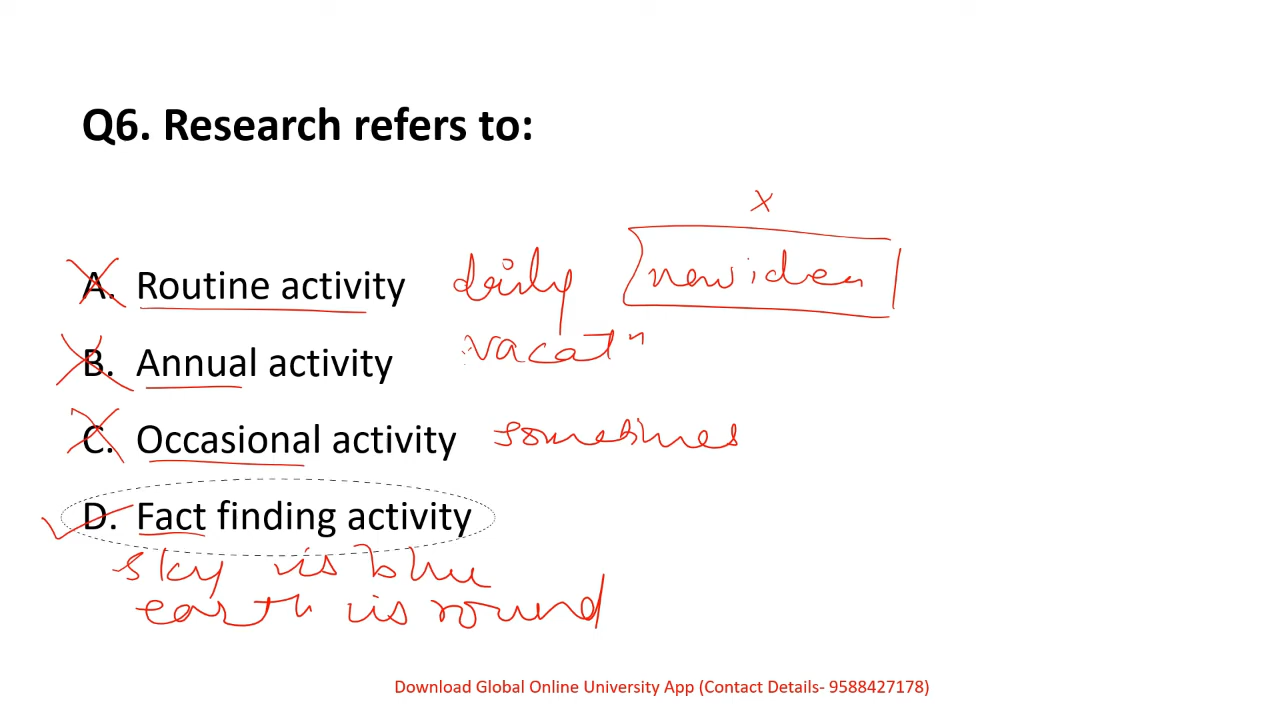 Q6. Research refers to:
x
A. Routine activity daily new idea
B. Annual activity vacatn
C. Occasional activity sometimes
D. Fact finding activity
sky is blue
earth is round
Download Global Online University App (Contact Details- 9588427178)